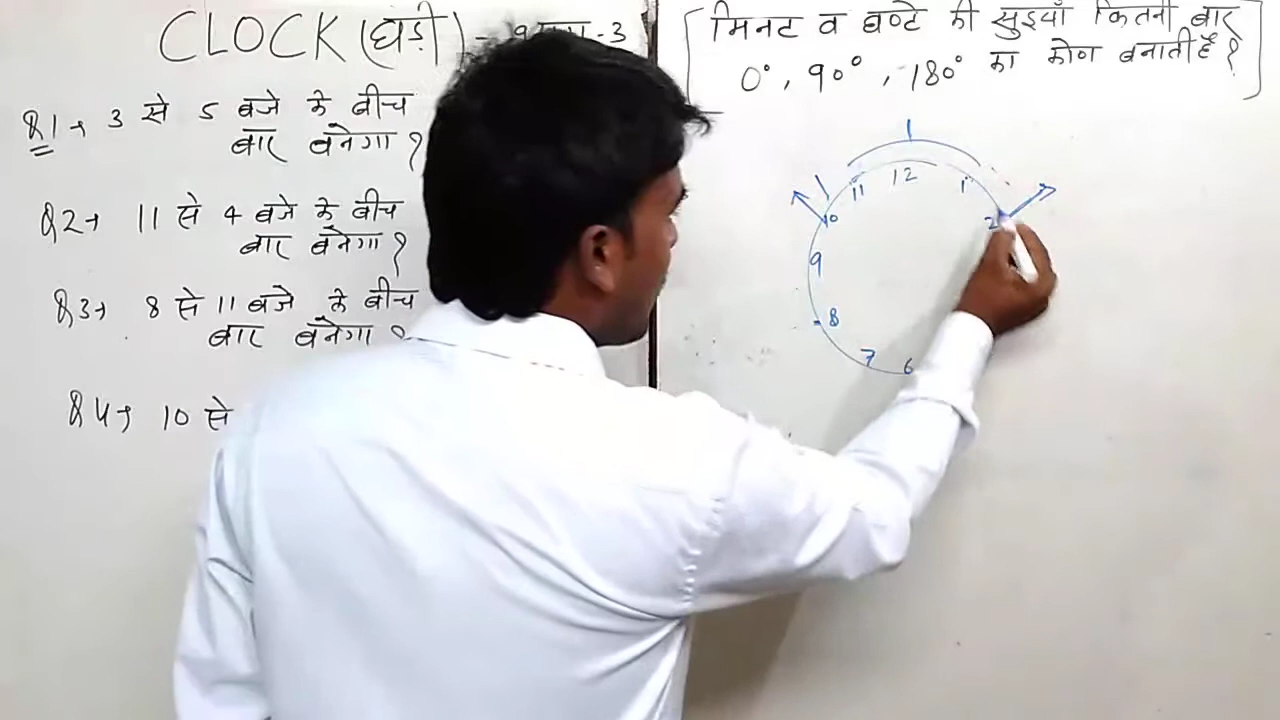 CLOCK (घड़ी) - -3
Q1→ 3 से 5 बजे के बीच
बार बनेगा ?
Q2→ 11 से 4 बजे के बीच
बार बनेगा ?
Q3→ 8 से 11 बजे के बीच
बार बनेगा ?
Q4→ 10 से
[मिनट व घण्टे की सुइयाँ कितनी बार
0°, 90°, 180° का कोण बनाती है ?]
1
11 12 1
10 2
9
8
7 6